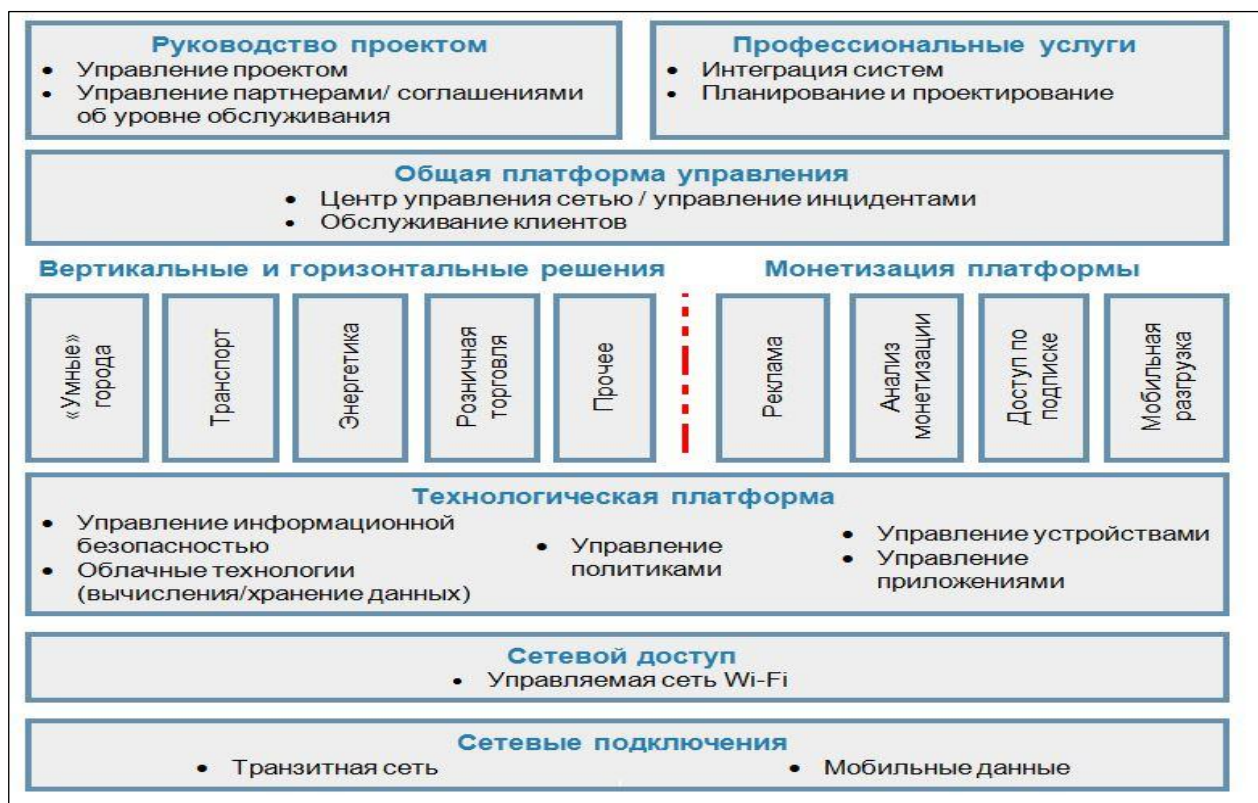 Руководство проектом
• Управление проектом
• Управление партнерами/ соглашениями
об уровне обслуживания
Профессиональные услуги
• Интеграция систем
• Планирование и проектирование
Общая платформа управления
• Центр управления сетью / управление инцидентами
• Обслуживание клиентов
Вертикальные и горизонтальные решения
«Умные»
города
Транспорт
Энергетика
Розничная
торговля
Прочее
Монетизация платформы
Реклама
Анализ
монетизации
Доступ по
подписке
Мобильная
разгрузка
Технологическая платформа
• Управление информационной
безопасностью
• Облачные технологии
(вычисления/хранение данных)
• Управление
политиками
• Управление устройствами
• Управление
приложениями
Сетевой доступ
• Управляемая сеть Wi-Fi
Сетевые подключения
• Транзитная сеть
• Мобильные данные